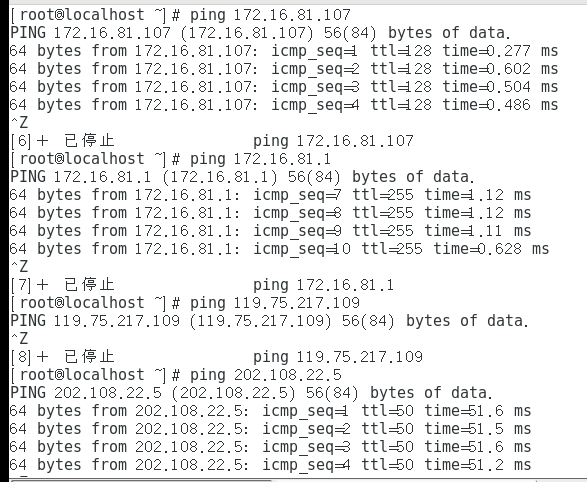 [root@localhost ~]# ping 172.16.81.107
PING 172.16.81.107 (172.16.81.107) 56(84) bytes of data.
64 bytes from 172.16.81.107: icmp_seq=1 ttl=128 time=0.277 ms
64 bytes from 172.16.81.107: icmp_seq=2 ttl=128 time=0.602 ms
64 bytes from 172.16.81.107: icmp_seq=3 ttl=128 time=0.504 ms
64 bytes from 172.16.81.107: icmp_seq=4 ttl=128 time=0.486 ms
^Z
[6]+  已停止               ping 172.16.81.107
[root@localhost ~]# ping 172.16.81.1
PING 172.16.81.1 (172.16.81.1) 56(84) bytes of data.
64 bytes from 172.16.81.1: icmp_seq=7 ttl=255 time=1.12 ms
64 bytes from 172.16.81.1: icmp_seq=8 ttl=255 time=1.12 ms
64 bytes from 172.16.81.1: icmp_seq=9 ttl=255 time=1.11 ms
64 bytes from 172.16.81.1: icmp_seq=10 ttl=255 time=0.628 ms
^Z
[7]+  已停止               ping 172.16.81.1
[root@localhost ~]# ping 119.75.217.109
PING 119.75.217.109 (119.75.217.109) 56(84) bytes of data.
^Z
[8]+  已停止               ping 119.75.217.109
[root@localhost ~]# ping 202.108.22.5
PING 202.108.22.5 (202.108.22.5) 56(84) bytes of data.
64 bytes from 202.108.22.5: icmp_seq=1 ttl=50 time=51.6 ms
64 bytes from 202.108.22.5: icmp_seq=2 ttl=50 time=51.5 ms
64 bytes from 202.108.22.5: icmp_seq=3 ttl=50 time=51.6 ms
64 bytes from 202.108.22.5: icmp_seq=4 ttl=50 time=51.2 ms